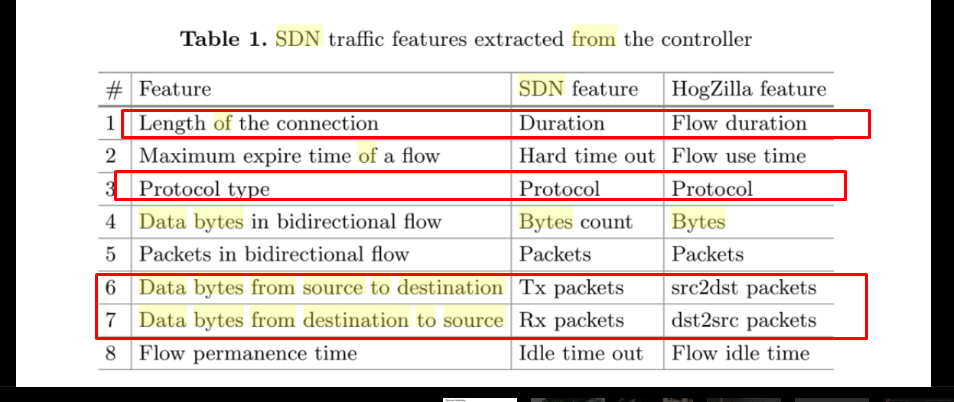 Table 1. SDN traffic features extracted from the controller
# Feature SDN feature HogZilla feature
1 Length of the connection Duration Flow duration
2 Maximum expire time of a flow Hard time out Flow use time
3 Protocol type Protocol Protocol
4 Data bytes in bidirectional flow Bytes count Bytes
5 Packets in bidirectional flow Packets Packets
6 Data bytes from source to destination Tx packets src2dst packets
7 Data bytes from destination to source Rx packets dst2src packets
8 Flow permanence time Idle time out Flow idle time